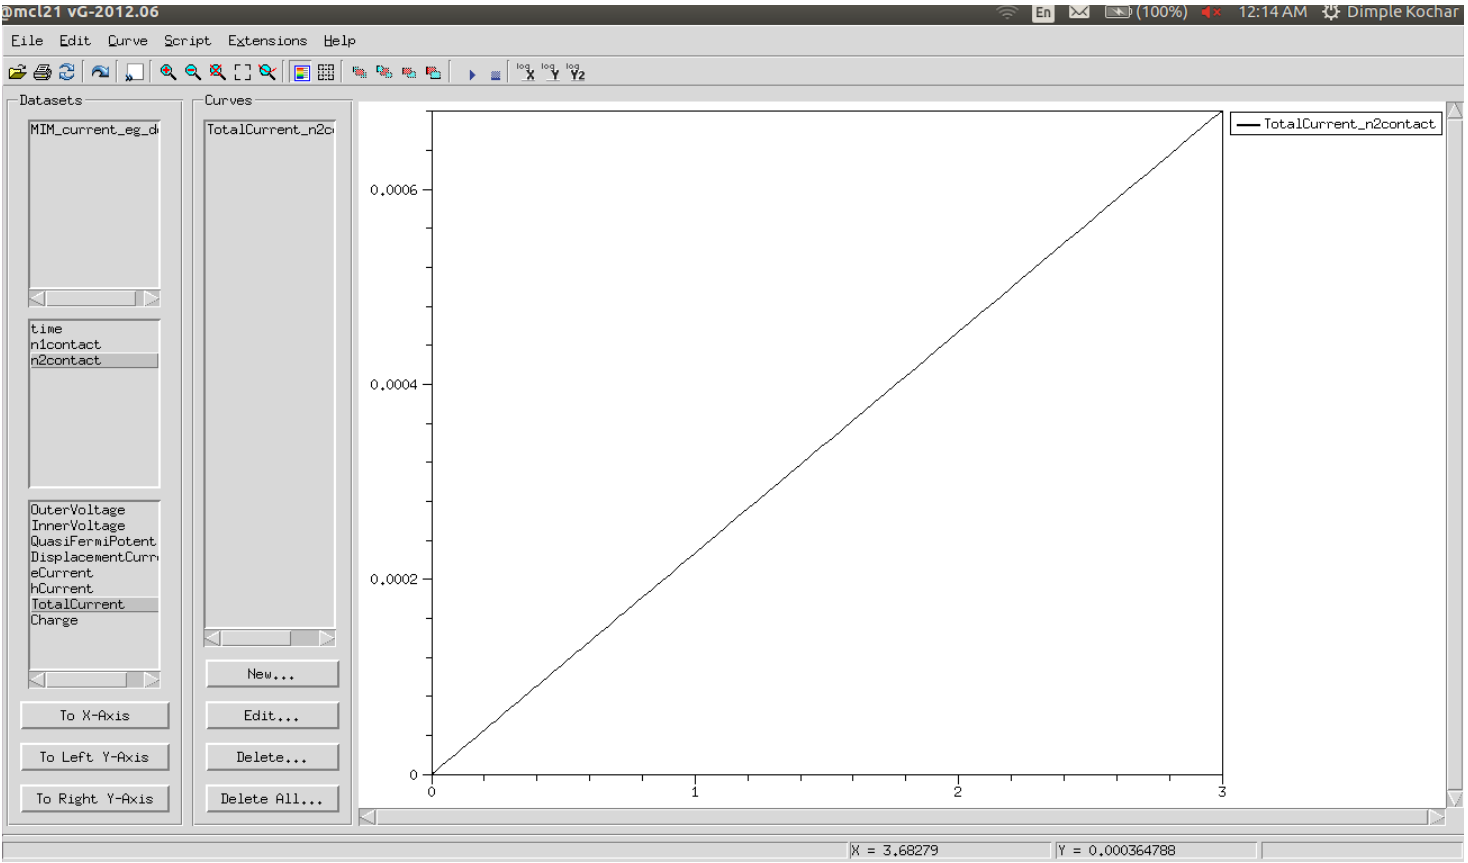 @mcl21 vG-2012.06
En (100%) 12:14 AM Dimple Kochar
File Edit Curve Script Extensions Help
log X log Y log Y2
Datasets
MIM_current_eg_d
time
n1contact
n2contact
OuterVoltage
InnerVoltage
QuasiFermiPotent
DisplacementCurr
eCurrent
hCurrent
TotalCurrent
Charge
To X-Axis
To Left Y-Axis
To Right Y-Axis
Curves
TotalCurrent_n2c
New...
Edit...
Delete...
Delete All...
0.0006
0.0004
0.0002
0
0 1 2 3
TotalCurrent_n2contact
X = 3.68279 Y = 0.000364788